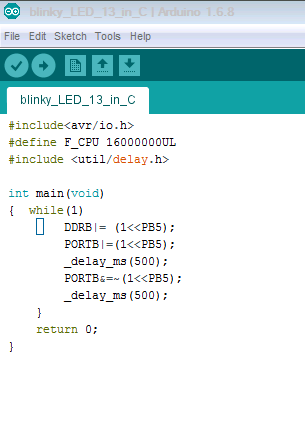 blinky_LED_13_in_C | Arduino 1.6.8
File Edit Sketch Tools Help
blinky_LED_13_in_C
#include<avr/io.h>
#define F_CPU 16000000UL
#include <util/delay.h>
int main(void)
{  while(1)
        DDRB|= (1<<PB5);
        PORTB|=(1<<PB5);
        _delay_ms(500);
        PORTB&=~(1<<PB5);
        _delay_ms(500);
    }
    return 0;
}